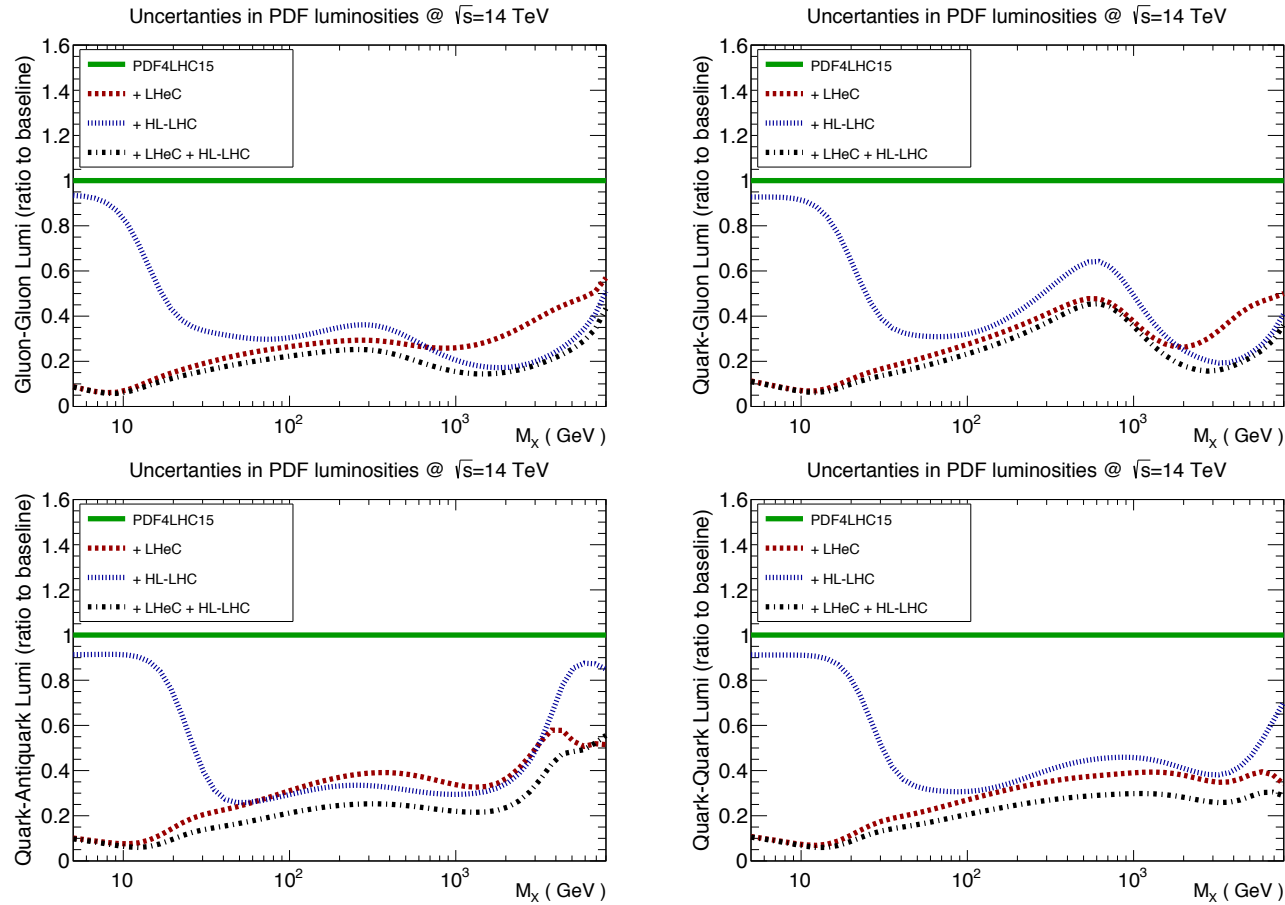 Uncertanties in PDF luminosities @ √s=14 TeV
Gluon-Gluon Lumi (ratio to baseline)
1.6
1.4
1.2
1
0.8
0.6
0.4
0.2
0
PDF4LHC15
+ LHeC
+ HL-LHC
+ LHeC + HL-LHC
10
10²
10³
Mₓ ( GeV )
Uncertanties in PDF luminosities @ √s=14 TeV
Quark-Gluon Lumi (ratio to baseline)
1.6
1.4
1.2
1
0.8
0.6
0.4
0.2
0
PDF4LHC15
+ LHeC
+ HL-LHC
+ LHeC + HL-LHC
10
10²
10³
Mₓ ( GeV )
Uncertanties in PDF luminosities @ √s=14 TeV
Quark-Antiquark Lumi (ratio to baseline)
1.6
1.4
1.2
1
0.8
0.6
0.4
0.2
0
PDF4LHC15
+ LHeC
+ HL-LHC
+ LHeC + HL-LHC
10
10²
10³
Mₓ ( GeV )
Uncertanties in PDF luminosities @ √s=14 TeV
Quark-Quark Lumi (ratio to baseline)
1.6
1.4
1.2
1
0.8
0.6
0.4
0.2
0
PDF4LHC15
+ LHeC
+ HL-LHC
+ LHeC + HL-LHC
10
10²
10³
Mₓ ( GeV )